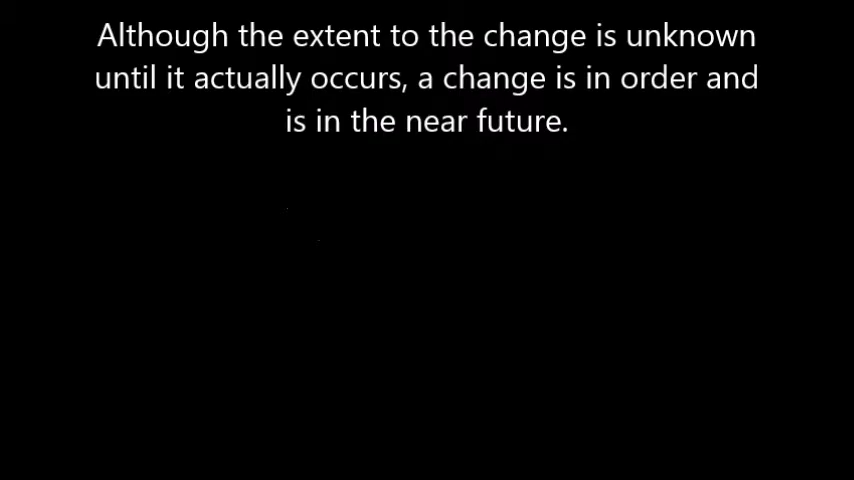 Although the extent to the change is unknown
until it actually occurs, a change is in order and
is in the near future.